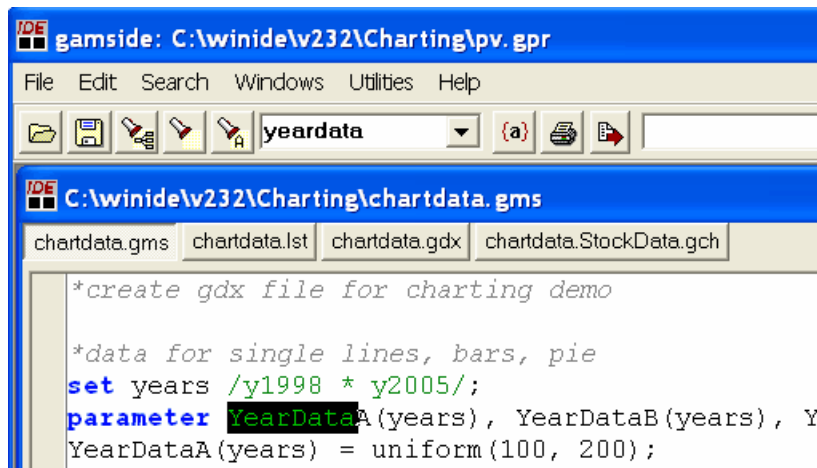 IDE gamside: C:\winide\v232\Charting\pv.gpr
File Edit Search Windows Utilities Help
A yeardata {a}
IDE C:\winide\v232\Charting\chartdata.gms
chartdata.gms chartdata.lst chartdata.gdx chartdata.StockData.gch
*create gdx file for charting demo
*data for single lines, bars, pie
set years /y1998 * y2005/;
parameter YearDataA(years), YearDataB(years), Y
YearDataA(years) = uniform(100, 200);